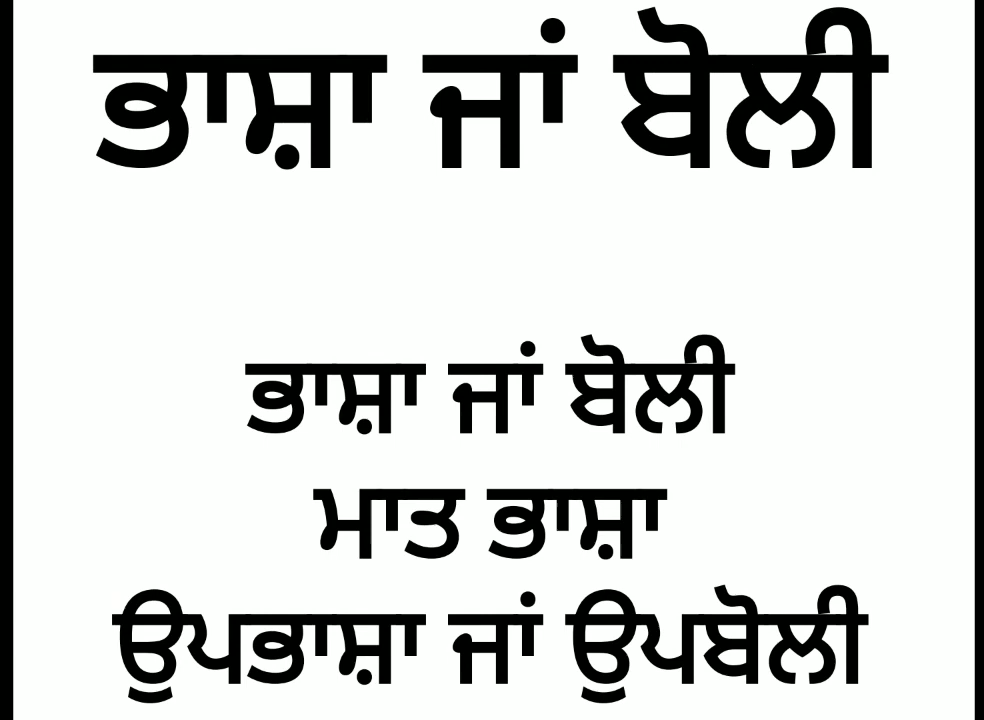 ਭਾਸ਼ਾ ਜਾਂ ਬੋਲੀ
ਭਾਸ਼ਾ ਜਾਂ ਬੋਲੀ
ਮਾਤ ਭਾਸ਼ਾ
ਉਪਭਾਸ਼ਾ ਜਾਂ ਉਪਬੋਲੀ